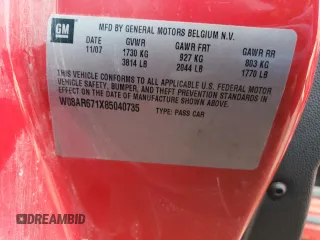 GM
MFD BY GENERAL MOTORS BELGIUM N.V.
DATE GVWR GAWR FRT GAWR RR
11/07 1730 KG 927 KG 803 KG
3814 LB 2044 LB 1770 LB
THIS VEHICLE CONFORMS TO ALL APPLICABLE U.S. FEDERAL MOTOR
VEHICLE SAFETY, BUMPER, AND THEFT PREVENTION STANDARDS IN
EFFECT ON THE DATE OF MANUFACTURE SHOWN ABOVE.
W08AR671X85040735 TYPE: PASS CAR
DREAMBID